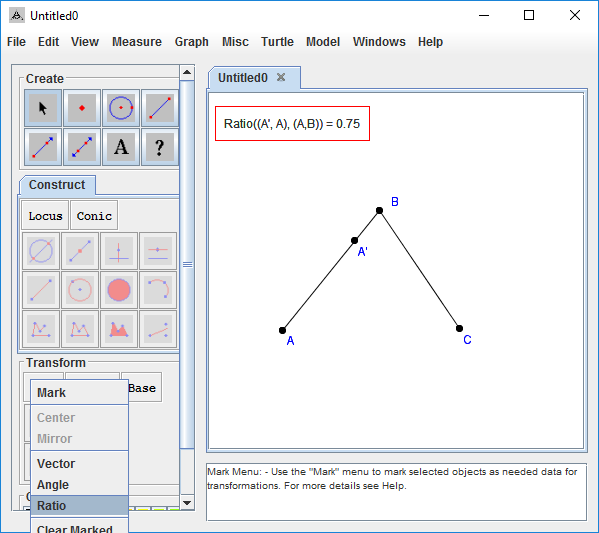 Untitled0
File Edit View Measure Graph Misc Turtle Model Windows Help
Create
A ?
Construct
Locus Conic
Transform
Base
Mark
Center
Mirror
Vector
Angle
Ratio
Clear Marked
Untitled0
Ratio((A', A), (A,B)) = 0.75
B
A'
A
C
Mark Menu: - Use the "Mark" menu to mark selected objects as needed data for
transformations. For more details see Help.